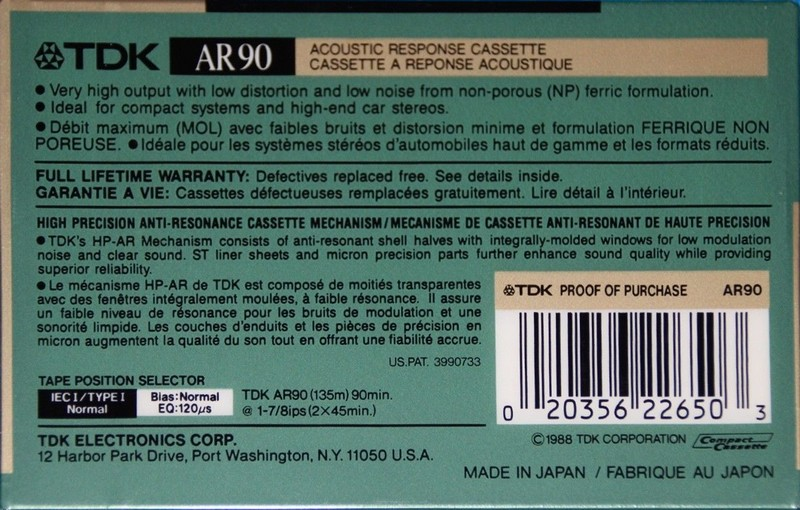 TDK AR90 ACOUSTIC RESPONSE CASSETTE
CASSETTE A REPONSE ACOUSTIQUE
● Very high output with low distortion and low noise from non-porous (NP) ferric formulation.
● Ideal for compact systems and high-end car stereos.
● Débit maximum (MOL) avec faibles bruits et distorsion minime et formulation FERRIQUE NON
POREUSE. ● Idéale pour les systèmes stéréos d'automobiles haut de gamme et les formats réduits.
FULL LIFETIME WARRANTY: Defectives replaced free. See details inside.
GARANTIE A VIE: Cassettes défectueuses remplacées gratuitement. Lire détail à l'intérieur.
HIGH PRECISION ANTI-RESONANCE CASSETTE MECHANISM/MECANISME DE CASSETTE ANTI-RESONANT DE HAUTE PRECISION
● TDK's HP-AR Mechanism consists of anti-resonant shell halves with integrally-molded windows for low modulation
noise and clear sound. ST liner sheets and micron precision parts further enhance sound quality while providing
superior reliability.
● Le mécanisme HP-AR de TDK est composé de moitiés transparentes
avec des fenêtres intégralement moulées, à faible résonance. Il assure
un faible niveau de résonance pour les bruits de modulation et une
sonorité limpide. Les couches d'enduits et les pièces de précision en
micron augmentent la qualité du son tout en offrant une fiabilité accrue.
US.PAT. 3990733
TDK PROOF OF PURCHASE AR90
0 20356 22650 3
TAPE POSITION SELECTOR
IEC I/TYPE I
Normal
Bias:Normal
EQ:120µs
TDK AR90 (135m) 90min.
@ 1-7/8ips (2×45min.)
TDK ELECTRONICS CORP.
12 Harbor Park Drive, Port Washington, N.Y. 11050 U.S.A.
©1988 TDK CORPORATION Compact Cassette
MADE IN JAPAN / FABRIQUE AU JAPON